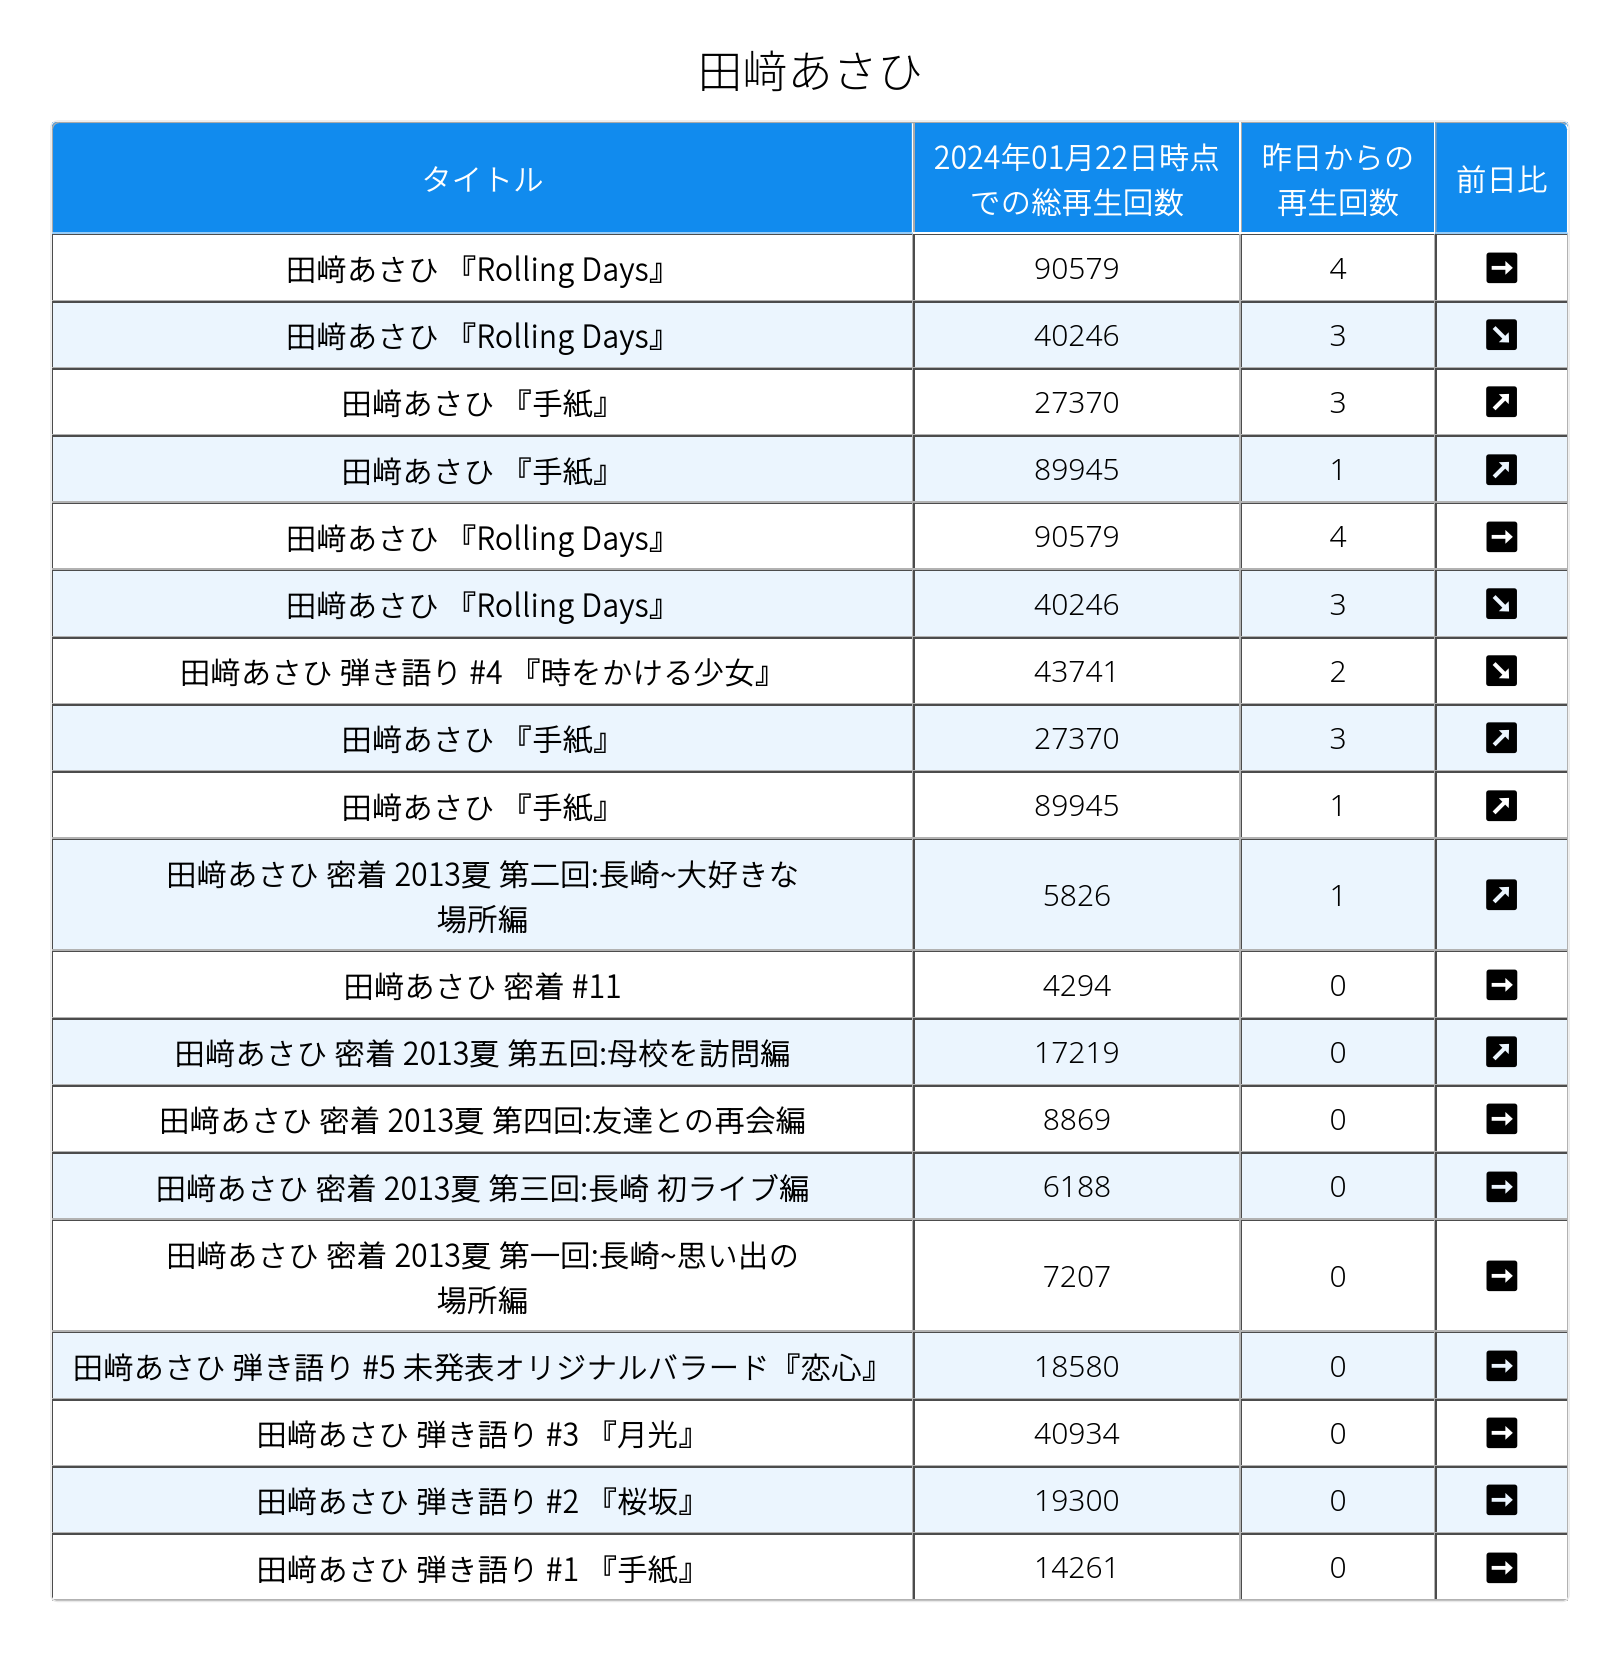 田﨑あさひ
タイトル 2024年01月22日時点での総再生回数 昨日からの再生回数 前日比
田﨑あさひ 『Rolling Days』 90579 4 ➡
田﨑あさひ 『Rolling Days』 40246 3 ↘
田﨑あさひ 『手紙』 27370 3 ↗
田﨑あさひ 『手紙』 89945 1 ↗
田﨑あさひ 『Rolling Days』 90579 4 ➡
田﨑あさひ 『Rolling Days』 40246 3 ↘
田﨑あさひ 弾き語り #4 『時をかける少女』 43741 2 ↘
田﨑あさひ 『手紙』 27370 3 ↗
田﨑あさひ 『手紙』 89945 1 ↗
田﨑あさひ 密着 2013夏 第二回:長崎~大好きな場所編 5826 1 ↗
田﨑あさひ 密着 #11 4294 0 ➡
田﨑あさひ 密着 2013夏 第五回:母校を訪問編 17219 0 ↗
田﨑あさひ 密着 2013夏 第四回:友達との再会編 8869 0 ➡
田﨑あさひ 密着 2013夏 第三回:長崎 初ライブ編 6188 0 ➡
田﨑あさひ 密着 2013夏 第一回:長崎~思い出の場所編 7207 0 ➡
田﨑あさひ 弾き語り #5 未発表オリジナルバラード『恋心』 18580 0 ➡
田﨑あさひ 弾き語り #3 『月光』 40934 0 ➡
田﨑あさひ 弾き語り #2 『桜坂』 19300 0 ➡
田﨑あさひ 弾き語り #1 『手紙』 14261 0 ➡